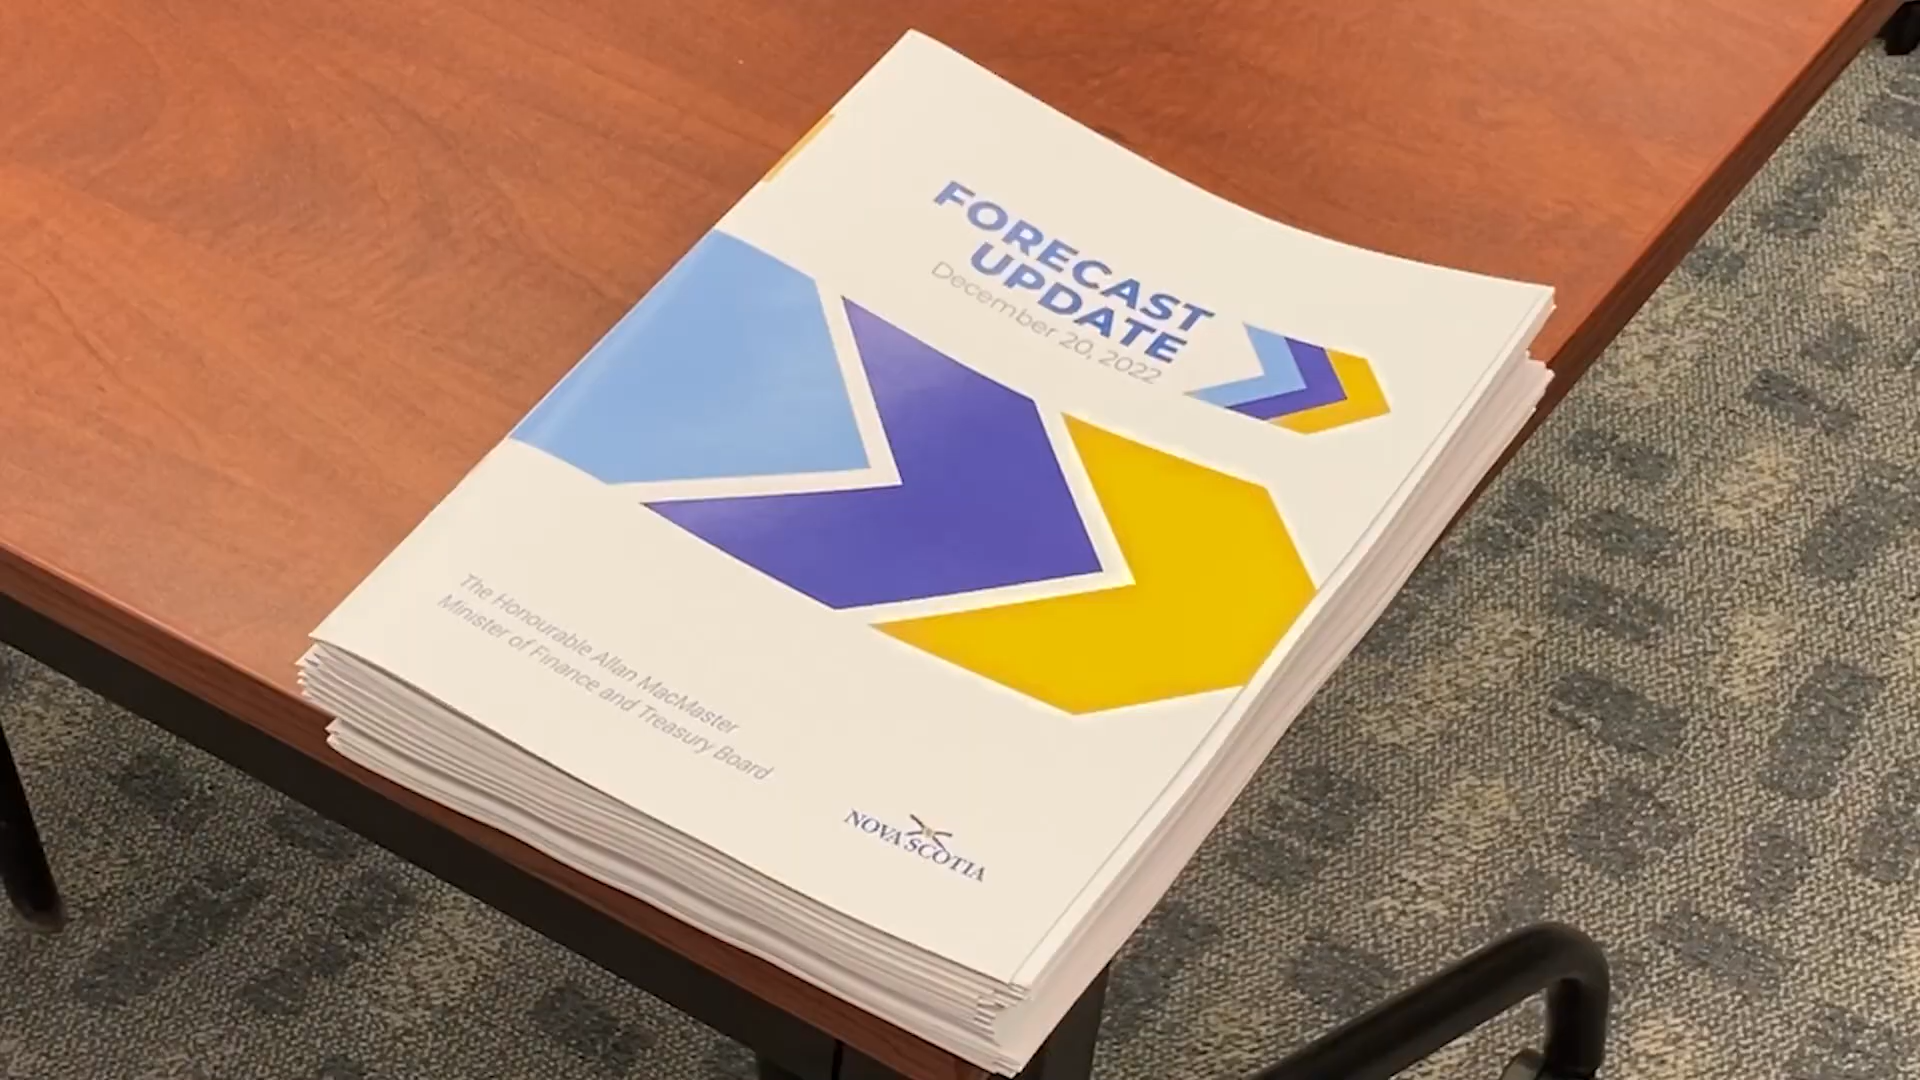 FORECAST
UPDATE
December 20, 2022
The Honourable Allan MacMaster
Minister of Finance and Treasury Board
NOVA SCOTIA